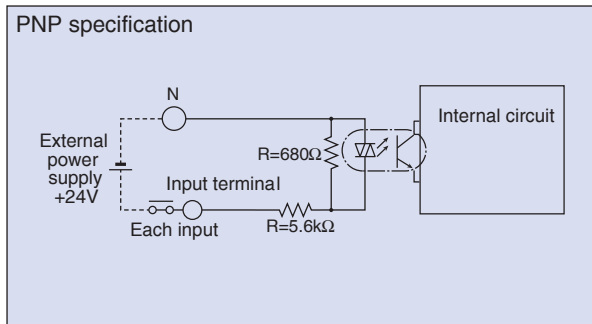 PNP specification
N
External
power
supply
+24V
R=680Ω
Internal circuit
Input terminal
Each input
R=5.6kΩ